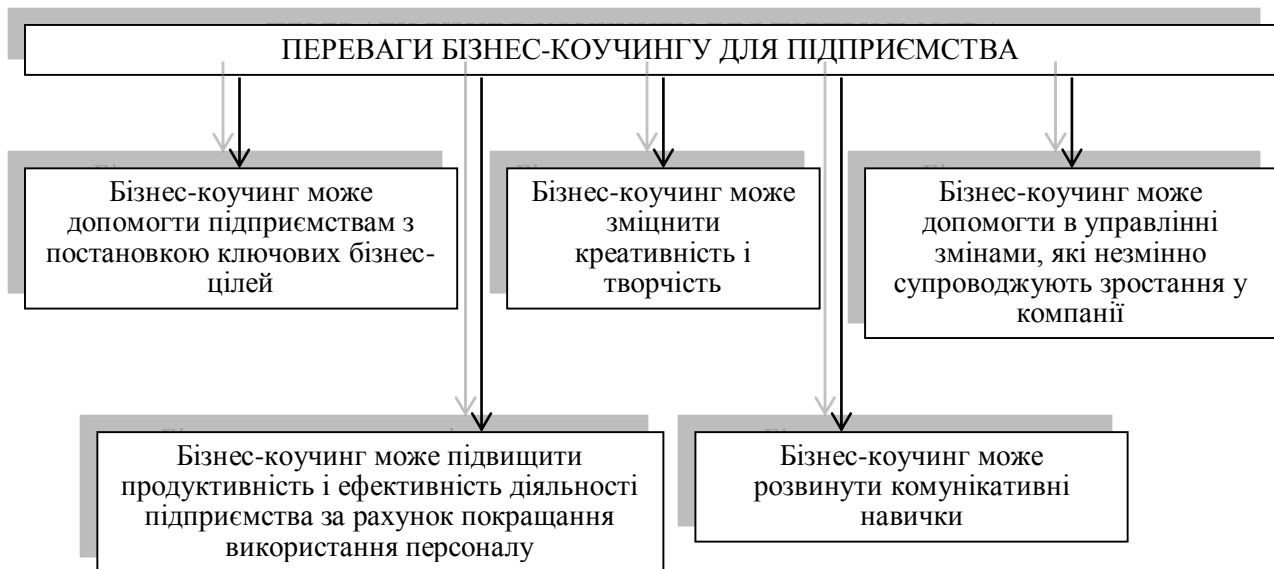 ПЕРЕВАГИ БІЗНЕС-КОУЧИНГУ ДЛЯ ПІДПРИЄМСТВА
Бізнес-коучинг може
допомогти підприємствам з
постановкою ключових бізнес-
цілей
Бізнес-коучинг може
зміцнити
креативність і
творчість
Бізнес-коучинг може
допомогти в управлінні
змінами, які незмінно
супроводжують зростання у
компанії
Бізнес-коучинг може підвищити
продуктивність і ефективність діяльності
підприємства за рахунок покращання
використання персоналу
Бізнес-коучинг може
розвинути комунікативні
навички